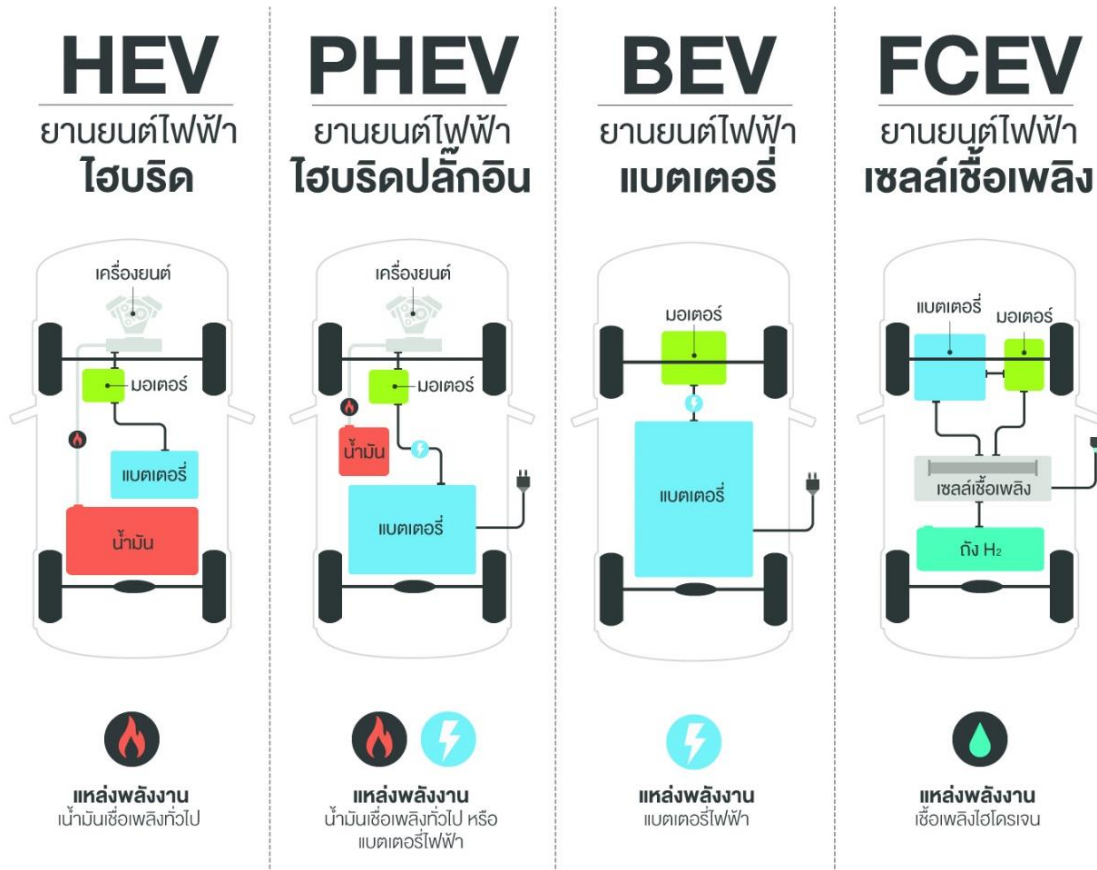 HEV
ยานยนต์ไฟฟ้า
ไฮบริด
เครื่องยนต์
มอเตอร์
แบตเตอรี่
น้ำมัน
แหล่งพลังงาน
เน้ำมันเชื่อเพลิงทั่วไป
PHEV
ยานยนต์ไฟฟ้า
ไฮบริดปลั๊กอิน
เครื่องยนต์
มอเตอร์
น้ำมัน
แบตเตอรี่
แหล่งพลังงาน
น้ำมันเชื่อเพลิงทั่วไป หรือ
แบตเตอรี่ไฟฟ้า
BEV
ยานยนต์ไฟฟ้า
แบตเตอรี่
มอเตอร์
แบตเตอรี่
แหล่งพลังงาน
แบตเตอรี่ไฟฟ้า
FCEV
ยานยนต์ไฟฟ้า
เซลล์เชื้อเพลิง
แบตเตอรี่
มอเตอร์
เซลล์เชื้อเพลิง
ถัง H₂
แหล่งพลังงาน
เชื้อเพลิงไฮโดรเจน